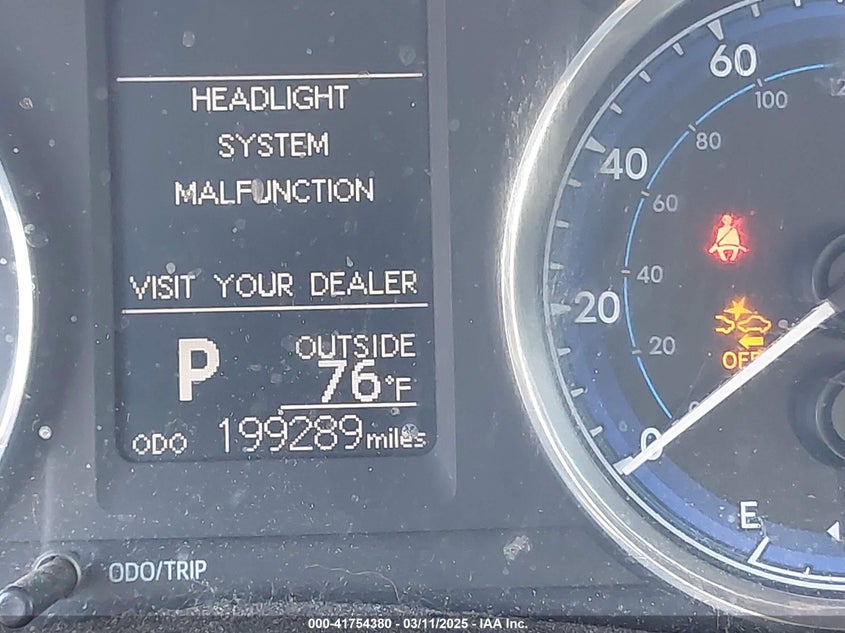 HEADLIGHT
SYSTEM
MALFUNCTION
VISIT YOUR DEALER
P
OUTSIDE
76°F
ODO 199289 miles
ODO/TRIP
60
40
20
0
100
80
60
40
20
OFF
E
000-41754380 - 03/11/2025 - IAA Inc.